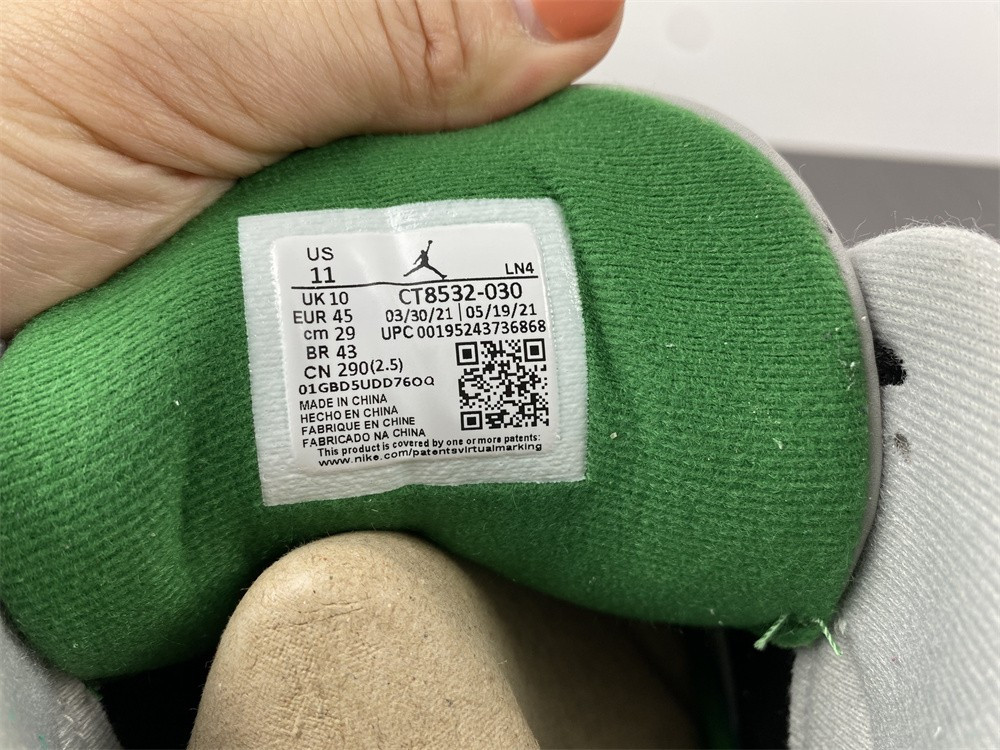 US
11
LN4
UK 10
CT8532-030
EUR 45
03/30/21 | 05/19/21
cm 29
UPC 00195243736868
BR 43
CN 290(2.5)
01GBD5UDD76OQ
MADE IN CHINA
HECHO EN CHINA
FABRIQUE EN CHINE
FABRICADO NA CHINA
This product is covered by one or more patents:
www.nike.com/patentsvirtualmarking